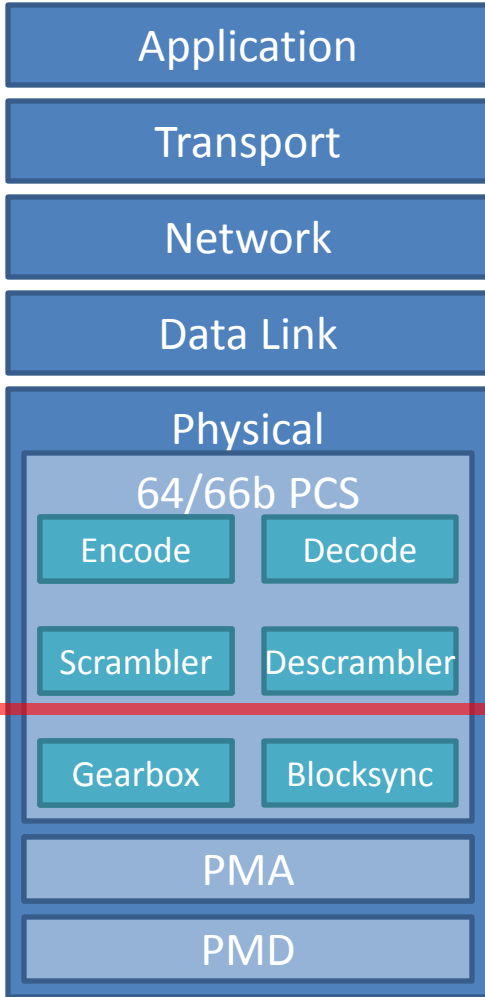 Application
Transport
Network
Data Link
Physical
64/66b PCS
Encode Decode
Scrambler Descrambler
Gearbox Blocksync
PMA
PMD